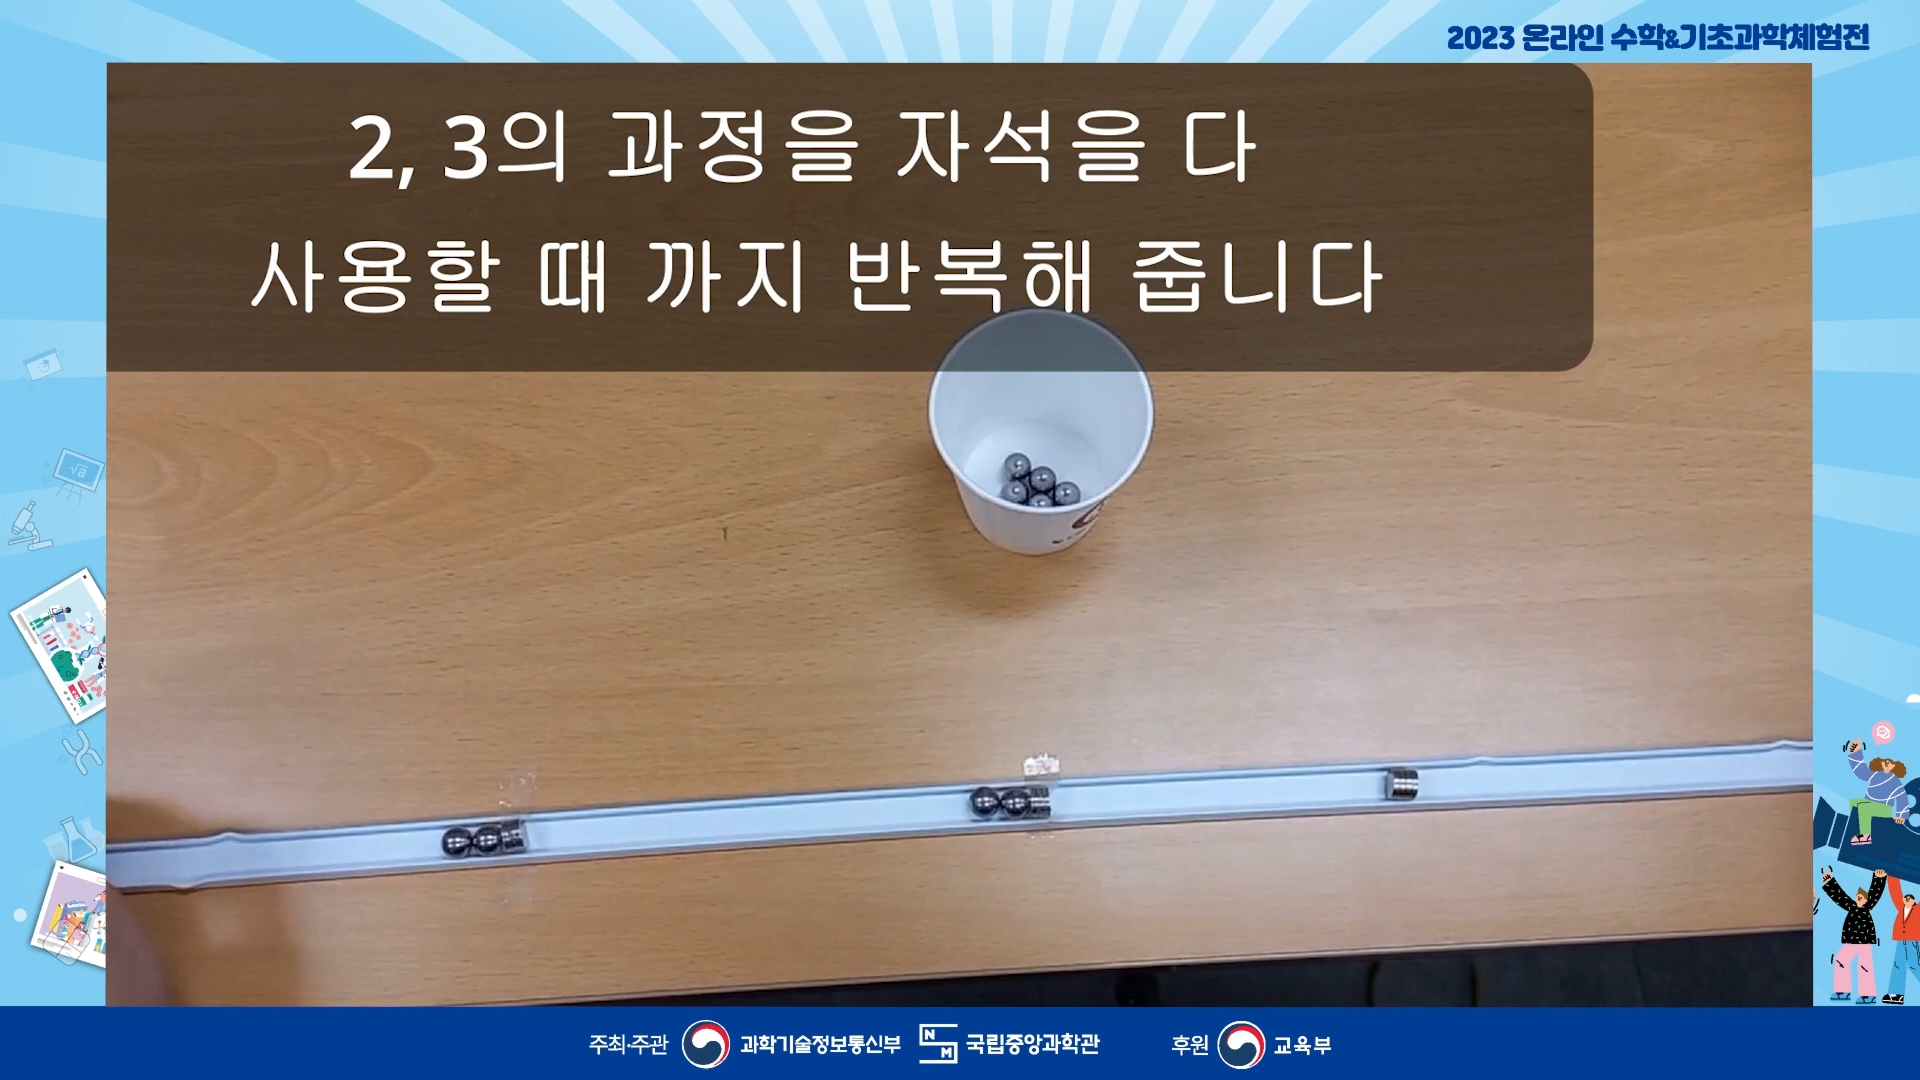 2023 온라인 수학&기초과학체험전
2, 3의 과정을 자석을 다
사용할 때 까지 반복해 줍니다
주최·주관 과학기술정보통신부 NSM 국립중앙과학관 후원 교육부